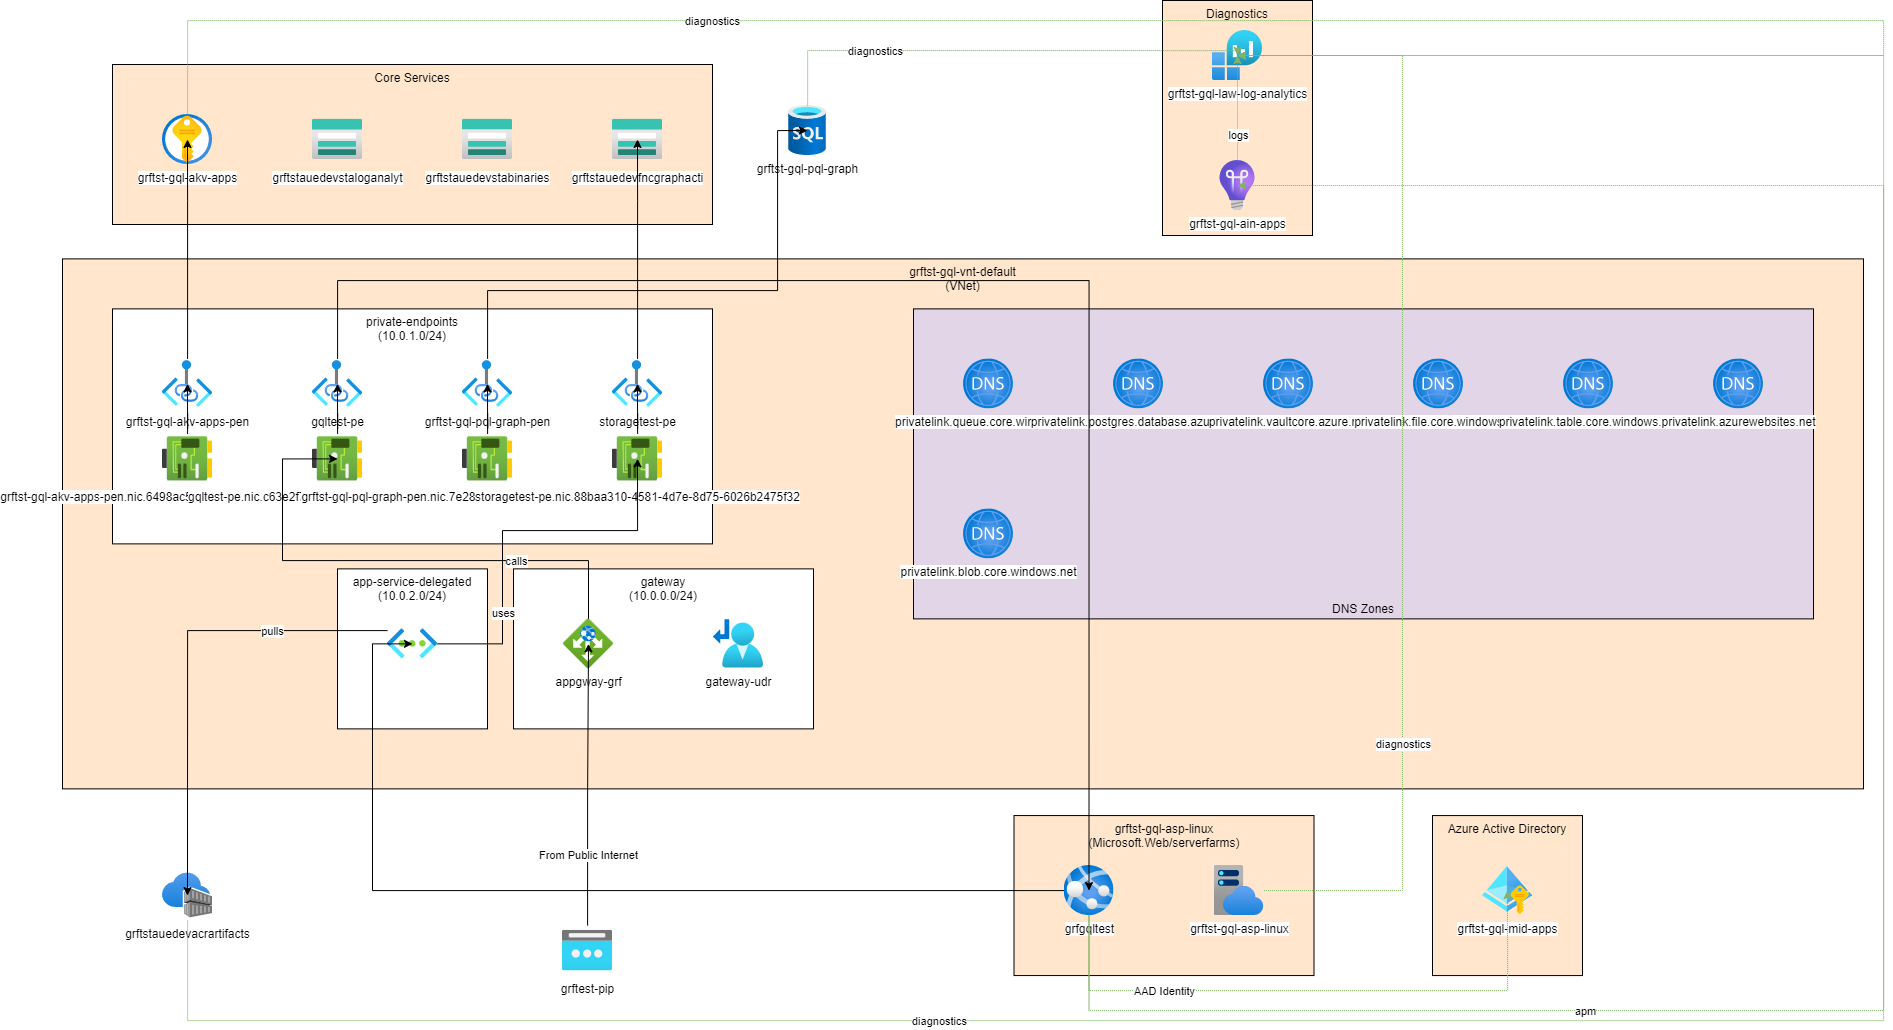 diagnostics
Diagnostics
diagnostics
grftst-gql-law-log-analytics
logs
grftst-gql-ain-apps
Core Services
grftst-gql-akv-apps
grftstauedevstaloganalyt
grftstauedevstabinaries
grftstauedevfncgraphacti
SQL
grftst-gql-pql-graph
grftst-gql-vnt-default
(VNet)
private-endpoints
(10.0.1.0/24)
grftst-gql-akv-apps-pen
gqltest-pe
grftst-gql-pql-graph-pen
storagetest-pe
grftst-gql-akv-apps-pen.nic.6498ac
gqltest-pe.nic.c63e2f
grftst-gql-pql-graph-pen.nic.7e28
storagetest-pe.nic.88baa310-4581-4d7e-8d75-6026b2475f32
DNS
DNS
DNS
DNS
DNS
DNS
privatelink.queue.core.win
privatelink.postgres.database.azu
privatelink.vaultcore.azure.n
privatelink.file.core.windows
privatelink.table.core.windows.
privatelink.azurewebsites.net
DNS
privatelink.blob.core.windows.net
DNS Zones
calls
app-service-delegated
(10.0.2.0/24)
uses
pulls
gateway
(10.0.0.0/24)
appgway-grf
gateway-udr
diagnostics
From Public Internet
grftstauedevacrartifacts
grftest-pip
grftst-gql-asp-linux
(Microsoft.Web/serverfarms)
grfgqltest
grftst-gql-asp-linux
Azure Active Directory
grftst-gql-mid-apps
AAD Identity
apm
diagnostics